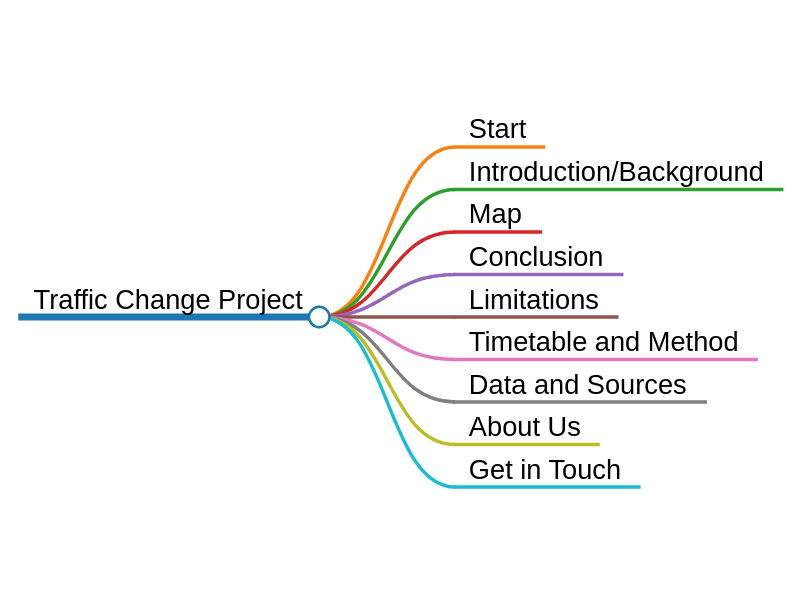 Traffic Change Project
Start
Introduction/Background
Map
Conclusion
Limitations
Timetable and Method
Data and Sources
About Us
Get in Touch